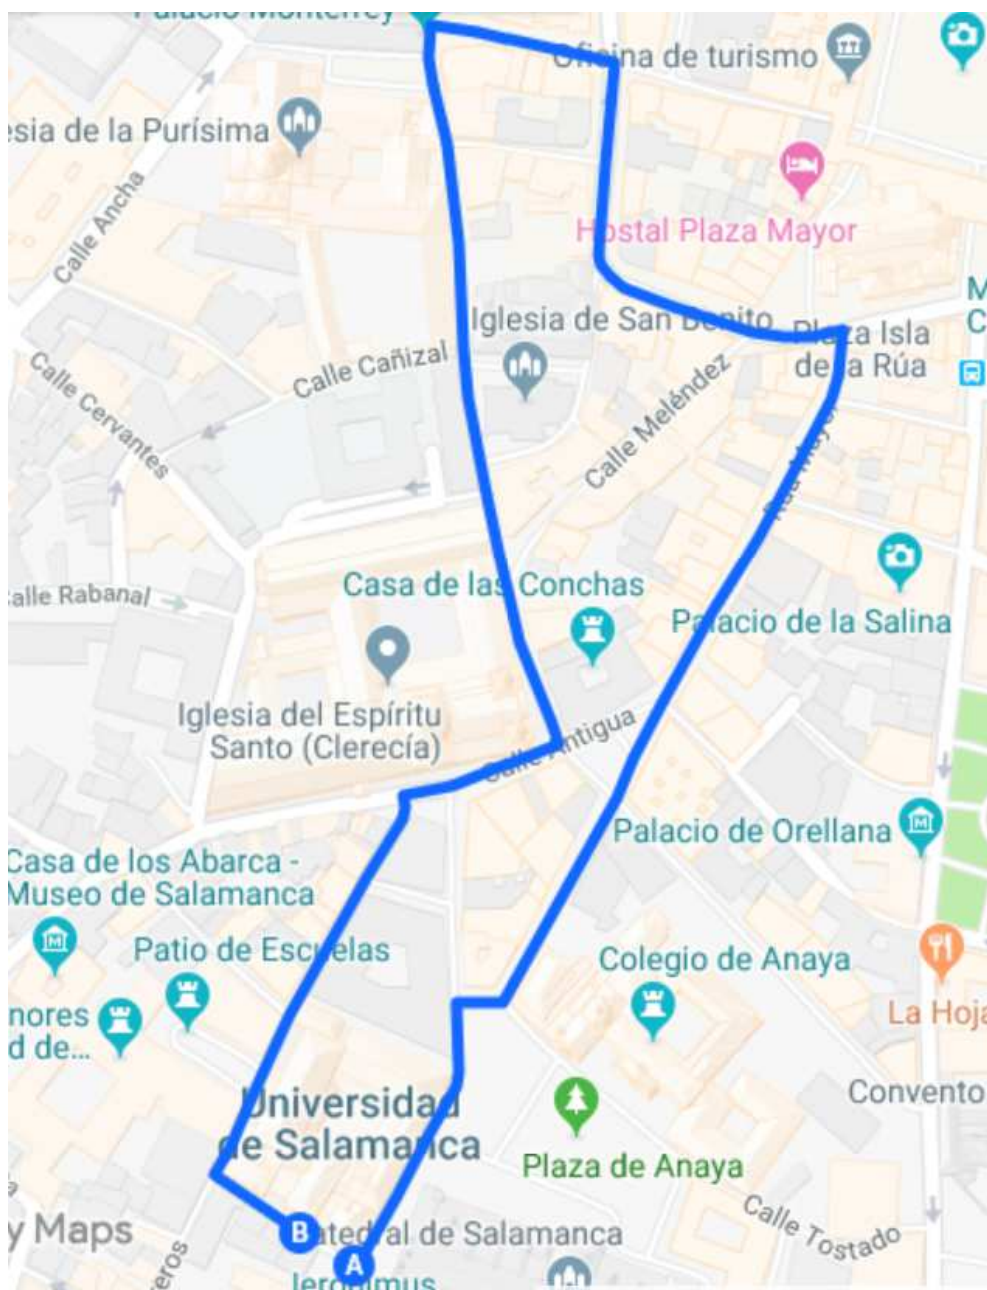 Palacio Monterrey
Oficina de turismo
esia de la Purísima
Calle Ancha
Hostal Plaza Mayor
M
C
Iglesia de San Benito
Plaza Isla
de la Rúa
Calle Cañizal
Calle Cervantes
Calle Meléndez
Rúa Mayor
Casa de las Conchas
alle Rabanal
Palacio de la Salina
Iglesia del Espíritu
Santo (Clerecía)
Calle Antigua
Palacio de Orellana
Casa de los Abarca -
Museo de Salamanca
Patio de Escuelas
Colegio de Anaya
nores
d de...
La Hoja
Universidad
de Salamanca
Convento
Plaza de Anaya
Calle Tostado
y Maps
B
atedral de Salamanca
A
Ieronimus
eros